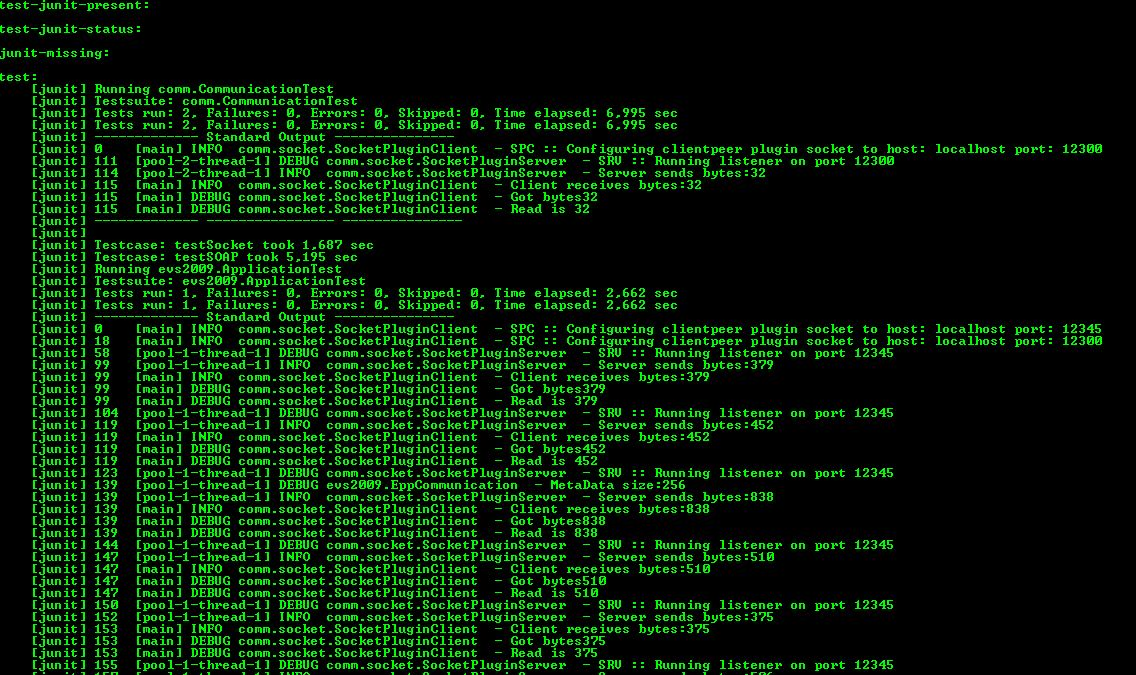 test-junit-present:
test-junit-status:
junit-missing:
test:
[junit] Running comm.CommunicationTest
[junit] Testsuite: comm.CommunicationTest
[junit] Tests run: 2, Failures: 0, Errors: 0, Skipped: 0, Time elapsed: 6,995 sec
[junit] Tests run: 2, Failures: 0, Errors: 0, Skipped: 0, Time elapsed: 6,995 sec
[junit] ------------- Standard Output ---------------
[junit] 0    [main] INFO  comm.socket.SocketPluginClient  - SPC :: Configuring clientpeer plugin socket to host: localhost port: 12300
[junit] 111  [pool-2-thread-1] DEBUG comm.socket.SocketPluginServer  - SRV :: Running listener on port 12300
[junit] 114  [pool-2-thread-1] INFO  comm.socket.SocketPluginServer  - Server sends bytes:32
[junit] 115  [main] INFO  comm.socket.SocketPluginClient  - Client receives bytes:32
[junit] 115  [main] DEBUG comm.socket.SocketPluginClient  - Got bytes32
[junit] 115  [main] DEBUG comm.socket.SocketPluginClient  - Read is 32
[junit] ------------- ---------------- ---------------
[junit]
[junit] Testcase: testSocket took 1,687 sec
[junit] Testcase: testSOAP took 5,195 sec
[junit] Running evs2009.ApplicationTest
[junit] Testsuite: evs2009.ApplicationTest
[junit] Tests run: 1, Failures: 0, Errors: 0, Skipped: 0, Time elapsed: 2,662 sec
[junit] Tests run: 1, Failures: 0, Errors: 0, Skipped: 0, Time elapsed: 2,662 sec
[junit] ------------- Standard Output ---------------
[junit] 0    [main] INFO  comm.socket.SocketPluginClient  - SPC :: Configuring clientpeer plugin socket to host: localhost port: 12345
[junit] 18   [main] INFO  comm.socket.SocketPluginClient  - SPC :: Configuring clientpeer plugin socket to host: localhost port: 12300
[junit] 58   [pool-1-thread-1] DEBUG comm.socket.SocketPluginServer  - SRV :: Running listener on port 12345
[junit] 99   [pool-1-thread-1] INFO  comm.socket.SocketPluginServer  - Server sends bytes:379
[junit] 99   [main] INFO  comm.socket.SocketPluginClient  - Client receives bytes:379
[junit] 99   [main] DEBUG comm.socket.SocketPluginClient  - Got bytes379
[junit] 99   [main] DEBUG comm.socket.SocketPluginClient  - Read is 379
[junit] 104  [pool-1-thread-1] DEBUG comm.socket.SocketPluginServer  - SRV :: Running listener on port 12345
[junit] 119  [pool-1-thread-1] INFO  comm.socket.SocketPluginServer  - Server sends bytes:452
[junit] 119  [main] INFO  comm.socket.SocketPluginClient  - Client receives bytes:452
[junit] 119  [main] DEBUG comm.socket.SocketPluginClient  - Got bytes452
[junit] 119  [main] DEBUG comm.socket.SocketPluginClient  - Read is 452
[junit] 123  [pool-1-thread-1] DEBUG comm.socket.SocketPluginServer  - SRV :: Running listener on port 12345
[junit] 139  [pool-1-thread-1] DEBUG evs2009.EppCommunication  - MetaData size:256
[junit] 139  [pool-1-thread-1] INFO  comm.socket.SocketPluginServer  - Server sends bytes:838
[junit] 139  [main] INFO  comm.socket.SocketPluginClient  - Client receives bytes:838
[junit] 139  [main] DEBUG comm.socket.SocketPluginClient  - Got bytes838
[junit] 139  [main] DEBUG comm.socket.SocketPluginClient  - Read is 838
[junit] 144  [pool-1-thread-1] DEBUG comm.socket.SocketPluginServer  - SRV :: Running listener on port 12345
[junit] 147  [pool-1-thread-1] INFO  comm.socket.SocketPluginServer  - Server sends bytes:510
[junit] 147  [main] INFO  comm.socket.SocketPluginClient  - Client receives bytes:510
[junit] 147  [main] DEBUG comm.socket.SocketPluginClient  - Got bytes510
[junit] 147  [main] DEBUG comm.socket.SocketPluginClient  - Read is 510
[junit] 150  [pool-1-thread-1] DEBUG comm.socket.SocketPluginServer  - SRV :: Running listener on port 12345
[junit] 152  [pool-1-thread-1] INFO  comm.socket.SocketPluginServer  - Server sends bytes:375
[junit] 153  [main] INFO  comm.socket.SocketPluginClient  - Client receives bytes:375
[junit] 153  [main] DEBUG comm.socket.SocketPluginClient  - Got bytes375
[junit] 153  [main] DEBUG comm.socket.SocketPluginClient  - Read is 375
[junit] 155  [pool-1-thread-1] DEBUG comm.socket.SocketPluginServer  - SRV :: Running listener on port 12345